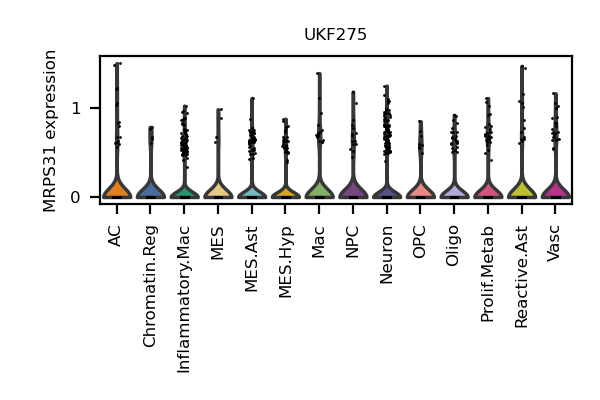 UKF275
MRPS31 expression
1
0
AC
Chromatin.Reg
Inflammatory.Mac
MES
MES.Ast
MES.Hyp
Mac
NPC
Neuron
OPC
Oligo
Prolif.Metab
Reactive.Ast
Vasc